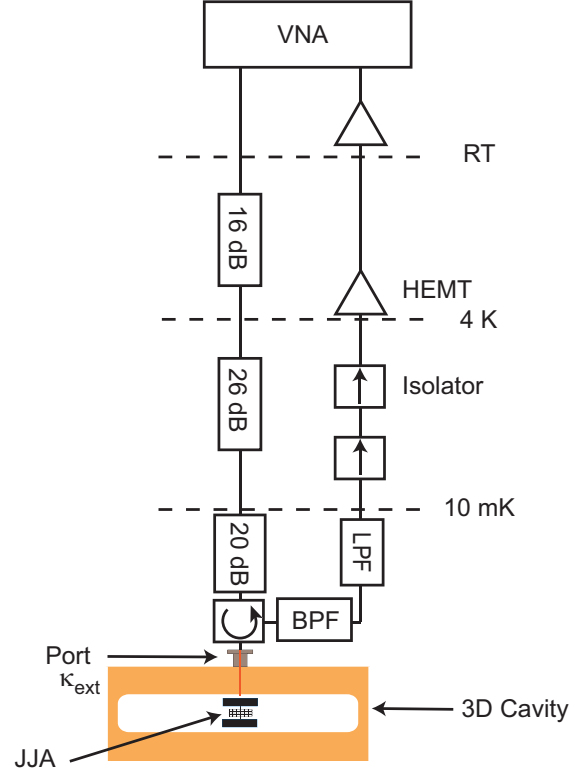 VNA
RT
16 dB
HEMT
4 K
26 dB
Isolator
10 mK
20 dB
LPF
BPF
Port
κext
3D Cavity
JJA